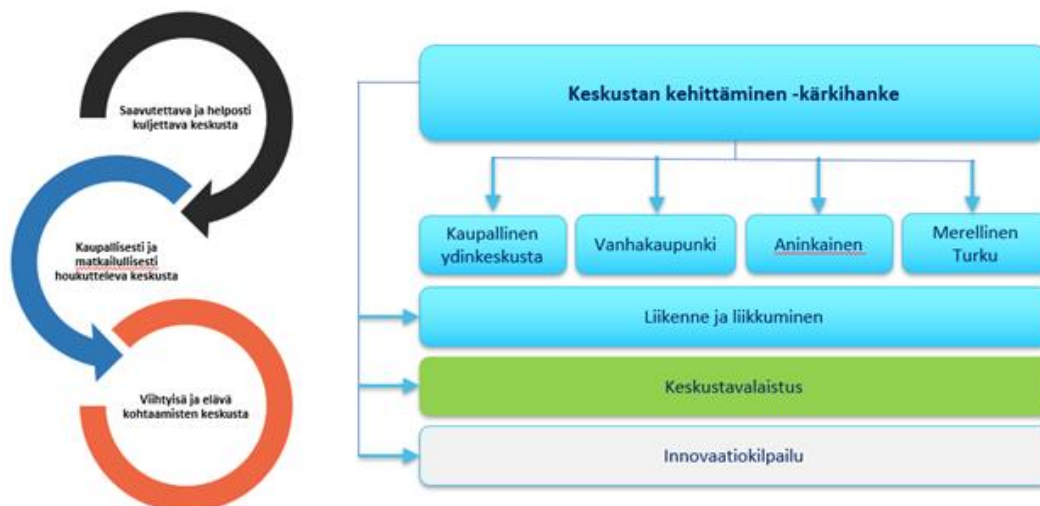 Saavutettava ja helposti
kuljettava keskusta
Kaupallisesti ja
matkailullisesti
houkutteleva keskusta
Viihtyisä ja elävä
kohtaamisten keskusta
Keskustan kehittäminen -kärkihanke
Kaupallinen
ydinkeskusta
Vanhakaupunki
Aninkainen
Merellinen
Turku
Liikenne ja liikkuminen
Keskustavalaistus
Innovaatiokilpailu